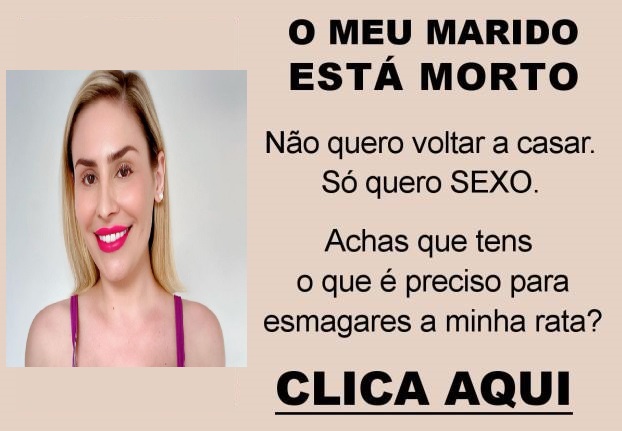 O MEU MARIDO
ESTÁ MORTO
Não quero voltar a casar.
Só quero SEXO.
Achas que tens
o que é preciso para
esmagares a minha rata?
CLICA AQUI